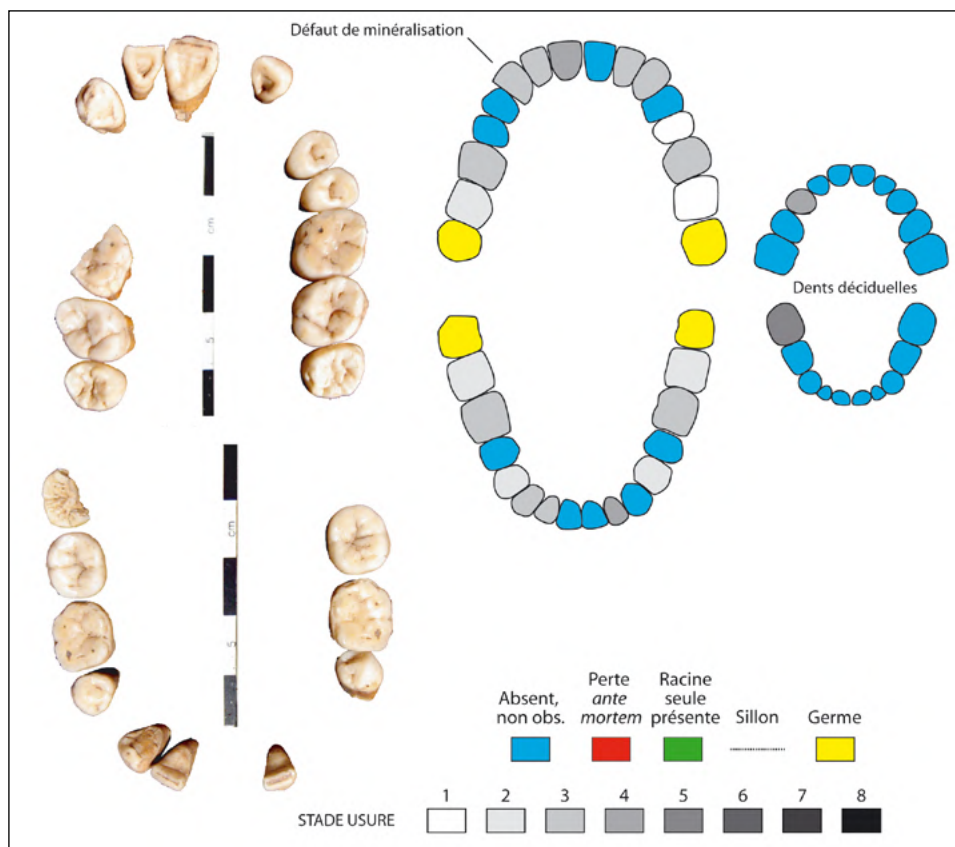 Défaut de minéralisation
cm
5
Dents déciduelles
cm
5
Absent,
non obs.
Perte
ante
mortem
Racine
seule
présente
Sillon
Germe
1 2 3 4 5 6 7 8
STADE USURE